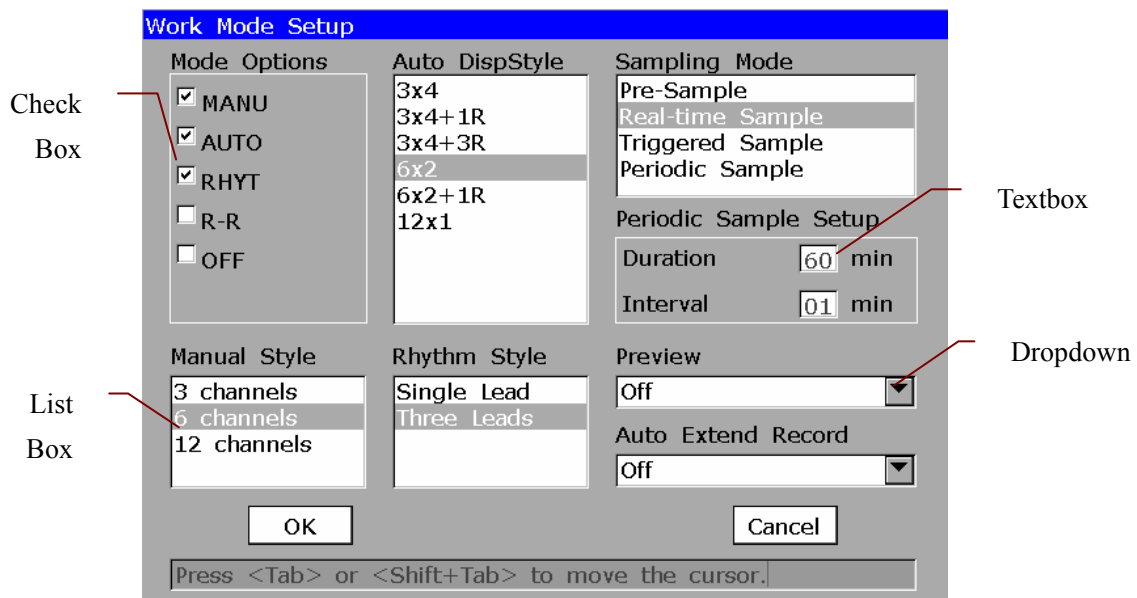 Work Mode Setup
Mode Options
MANU
AUTO
RHYT
R-R
OFF
Auto DispStyle
3x4
3x4+1R
3x4+3R
6x2
6x2+1R
12x1
Sampling Mode
Pre-Sample
Real-time Sample
Triggered Sample
Periodic Sample
Periodic Sample Setup
Duration 60 min
Interval 01 min
Manual Style
3 channels
6 channels
12 channels
Rhythm Style
Single Lead
Three Leads
Preview
Off
Auto Extend Record
Off
OK
Cancel
Press <Tab> or <Shift+Tab> to move the cursor.
Check
Box
List
Box
Textbox
Dropdown